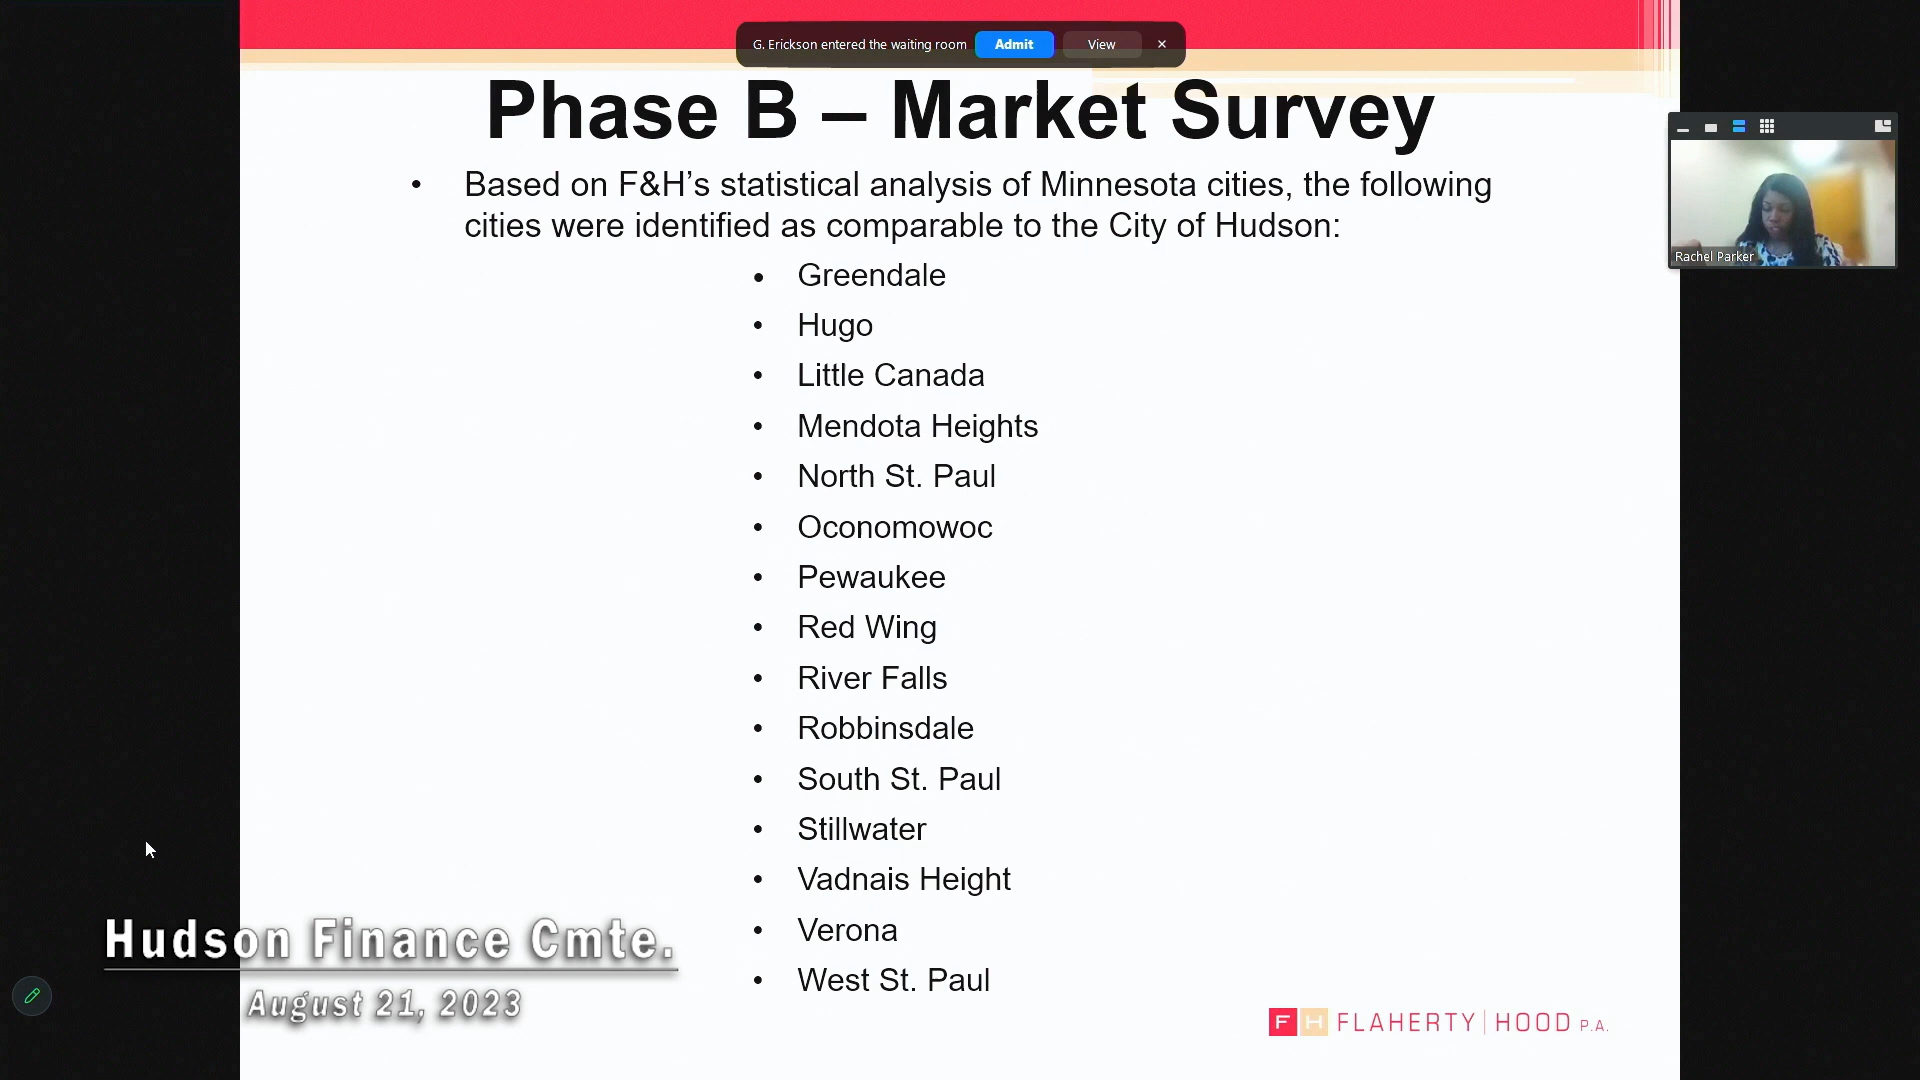 G. Erickson entered the waiting room Admit View ×
Phase B – Market Survey
• Based on F&H’s statistical analysis of Minnesota cities, the following
cities were identified as comparable to the City of Hudson:
• Greendale
• Hugo
• Little Canada
• Mendota Heights
• North St. Paul
• Oconomowoc
• Pewaukee
• Red Wing
• River Falls
• Robbinsdale
• South St. Paul
• Stillwater
• Vadnais Height
• Verona
• West St. Paul
Rachel Parker
Hudson Finance Cmte.
August 21, 2023
FH FLAHERTY | HOOD P.A.